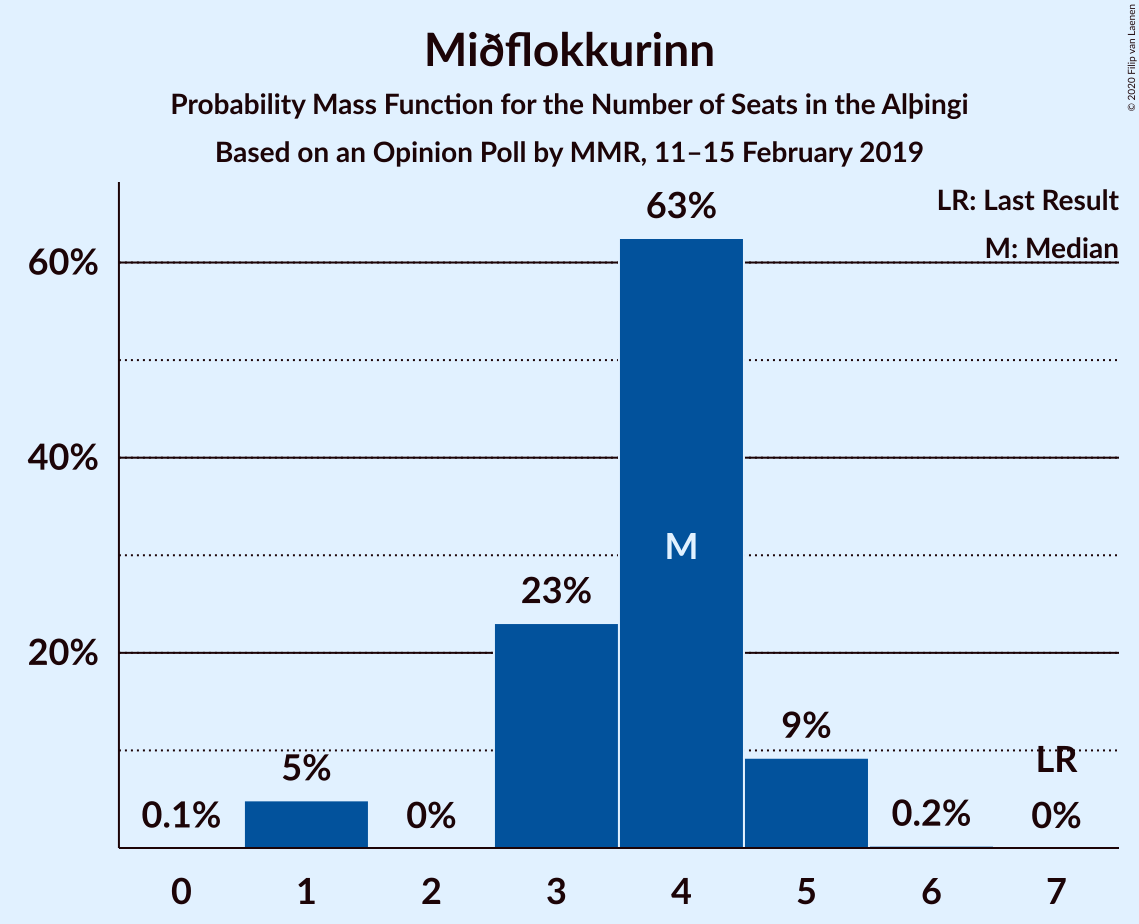 Miðflokkurinn
Probability Mass Function for the Number of Seats in the Alþingi
Based on an Opinion Poll by MMR, 11–15 February 2019
© 2020 Filip van Laenen
LR: Last Result
M: Median
60%
40%
20%
0.1%
5%
0%
23%
63%
M
9%
0.2%
LR
0%
0 1 2 3 4 5 6 7